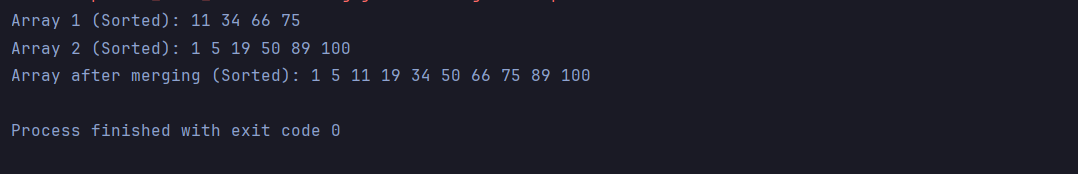 Array 1 (Sorted): 11 34 66 75
Array 2 (Sorted): 1 5 19 50 89 100
Array after merging (Sorted): 1 5 11 19 34 50 66 75 89 100
Process finished with exit code 0